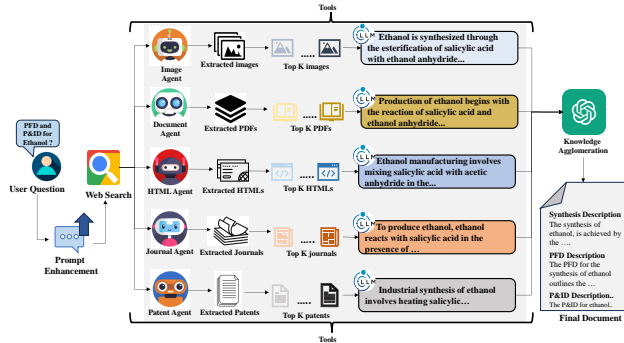 Tools
PFD and
P&ID for
Ethanol ?
User Question
Prompt
Enhancement
Web Search
Image
Agent
Extracted images
.....
Top K images
LLM
Ethanol is synthesized through
the esterification of salicylic acid
with ethanol anhydride...
Document
Agent
Extracted PDFs
.....
Top K PDFs
LLM
Production of ethanol begins with
the reaction of salicylic acid and
ethanol anhydride...
HTML Agent
Extracted HTMLs
.....
Top K HTMLs
LLM
Ethanol manufacturing involves
mixing salicylic acid with acetic
anhydride in the...
Journal Agent
Extracted Journals
.....
Top K journals
LLM
To produce ethanol, ethanol
reacts with salicylic acid in the
presence of …
Patent Agent
Extracted Patents
.....
Top K patents
LLM
Industrial synthesis of ethanol
involves heating salicylic…
Tools
Knowledge
Agglomeration
Synthesis Description
The synthesis of
ethanol, is achieved by
the ….
PFD Description
The PFD for the
synthesis of ethanol
outlines the …
P&ID Description..
The P&ID for ethanol..
Final Document